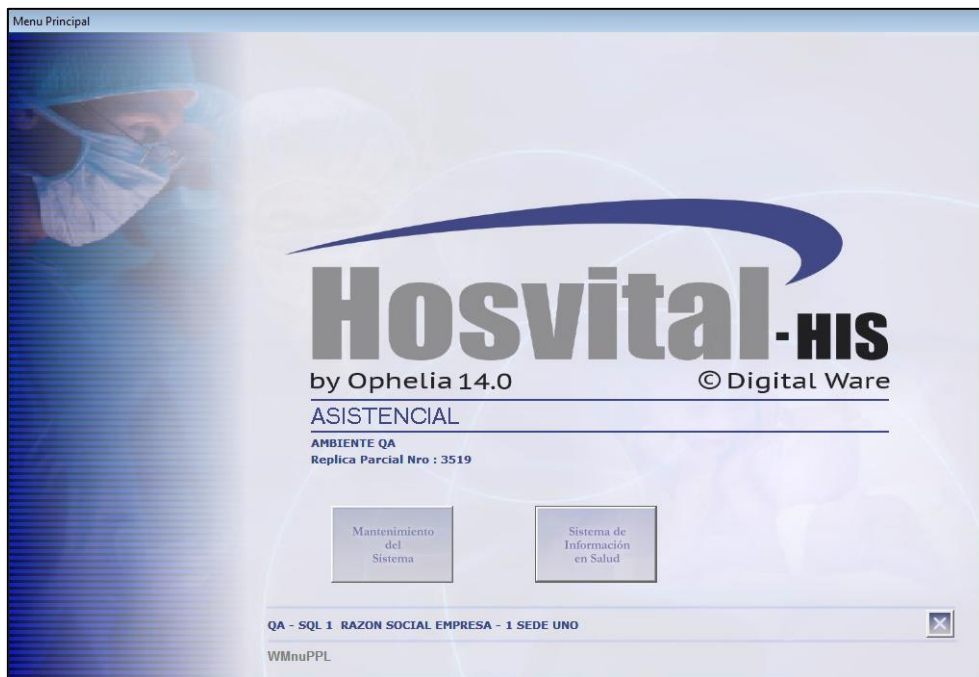 Menu Principal
Hosvital-HIS
by Ophelia 14.0 © Digital Ware
ASISTENCIAL
AMBIENTE QA
Replica Parcial Nro : 3519
Mantenimiento
del
Sistema
Sistema de
Información
en Salud
QA - SQL 1 RAZON SOCIAL EMPRESA - 1 SEDE UNO
WMnuPPL